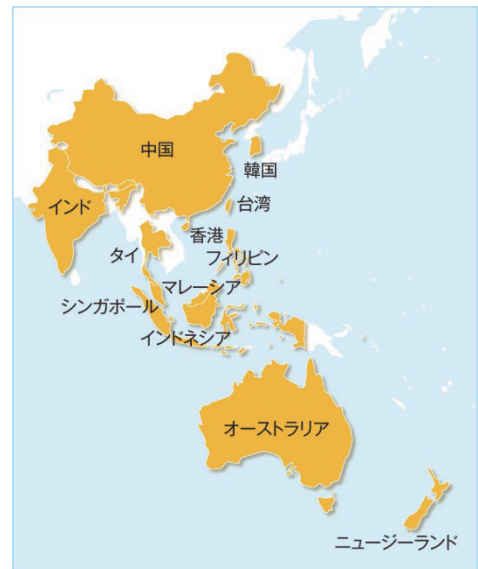 中国
韓国
インド
台湾
香港
タイ
フィリピン
マレーシア
シンガポール
インドネシア
オーストラリア
ニュージーランド